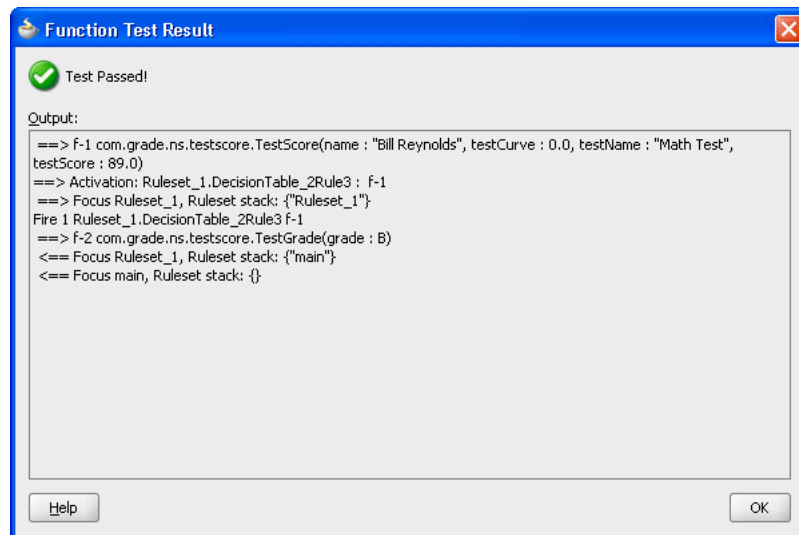 Function Test Result
Test Passed!
Output:
==> f-1 com.grade.ns.testscore.TestScore(name : "Bill Reynolds", testCurve : 0.0, testName : "Math Test",
testScore : 89.0)
==> Activation: Ruleset_1.DecisionTable_2Rule3 : f-1
==> Focus Ruleset_1, Ruleset stack: {"Ruleset_1"}
Fire 1 Ruleset_1.DecisionTable_2Rule3 f-1
==> f-2 com.grade.ns.testscore.TestGrade(grade : B)
<== Focus Ruleset_1, Ruleset stack: {"main"}
<== Focus main, Ruleset stack: {}
Help
OK